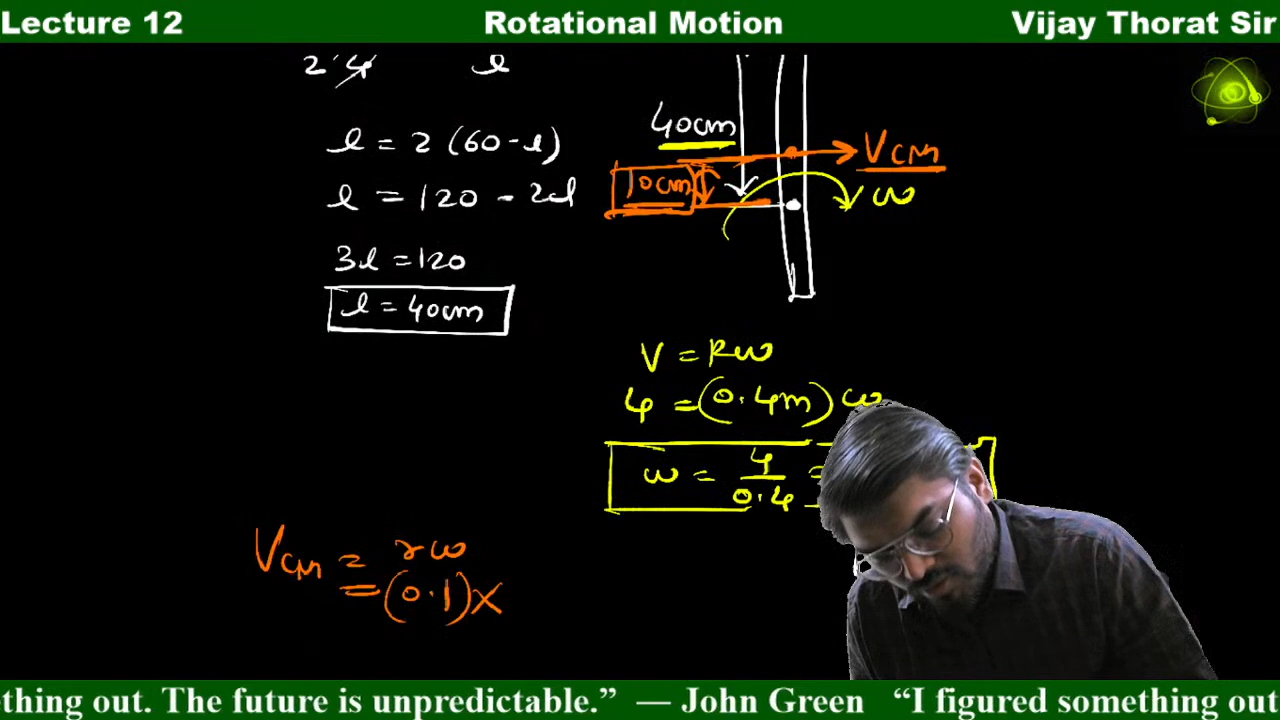 Lecture 12
Rotational Motion
Vijay Thorat Sir
2 4 l
l = 2 (60 - l)
l = 120 - 2l
3l = 120
l = 40cm
40cm
10cm
Vcm
ω
V = Rω
4 = (0.4m) ω
ω = 4/0.4 =
Vcm = rω
= (0.1) ×
thing out. The future is unpredictable.” — John Green “I figured something out